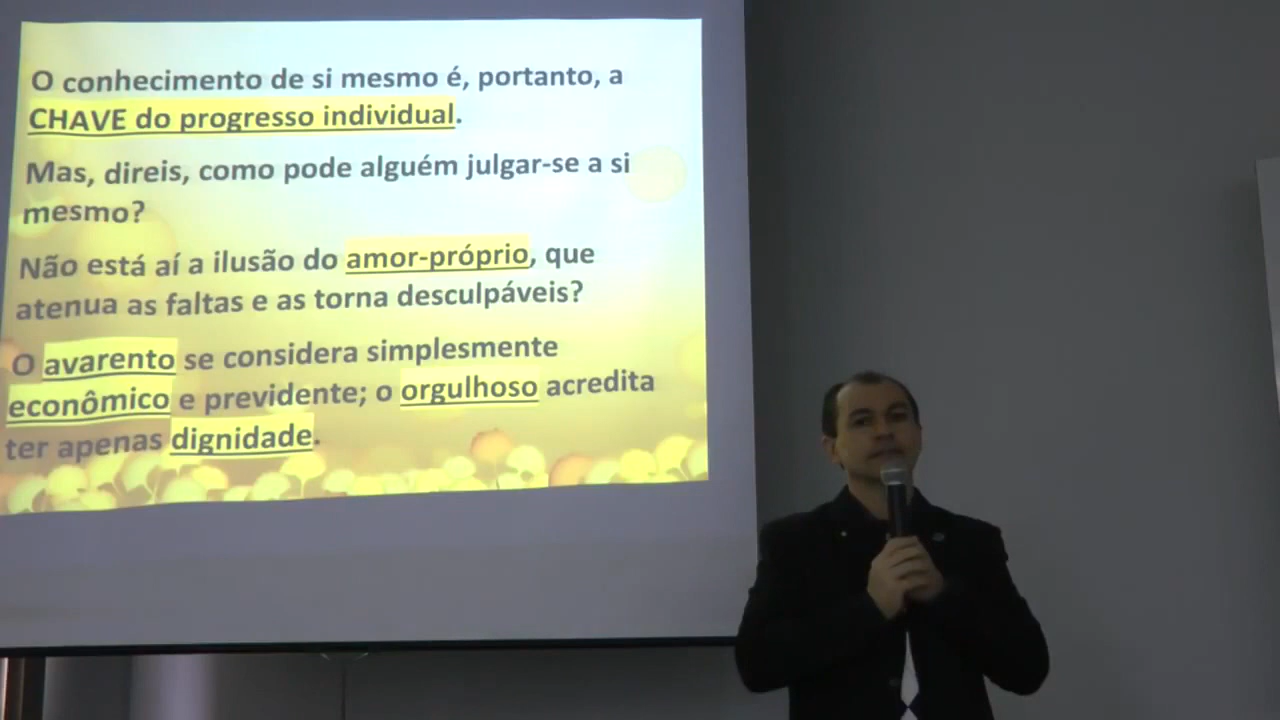 O conhecimento de si mesmo é, portanto, a
CHAVE do progresso individual.
Mas, direis, como pode alguém julgar-se a si
mesmo?
Não está aí a ilusão do amor-próprio, que
atenua as faltas e as torna desculpáveis?
O avarento se considera simplesmente
econômico e previdente; o orgulhoso acredita
ter apenas dignidade.